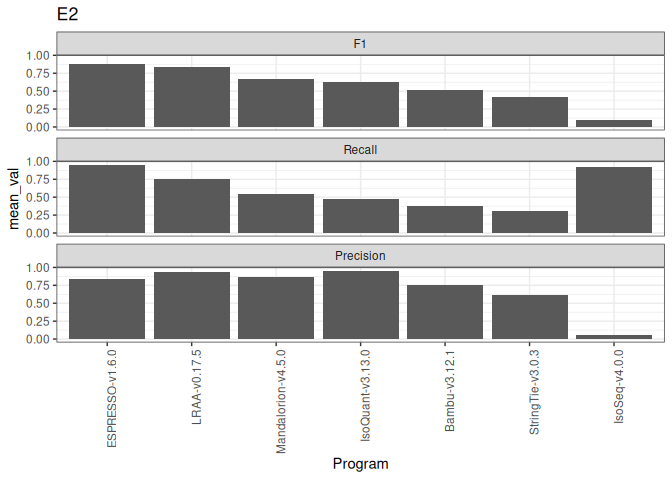 E2
F1
1.00
0.75
0.50
0.25
0.00
Recall
1.00
0.75
0.50
0.25
0.00
Precision
1.00
0.75
0.50
0.25
0.00
mean_val
ESPRESSO-v1.6.0
LRAA-v0.17.5
Mandalorion-v4.5.0
IsoQuant-v3.13.0
Bambu-v3.12.1
StringTie-v3.0.3
IsoSeq-v4.0.0
Program